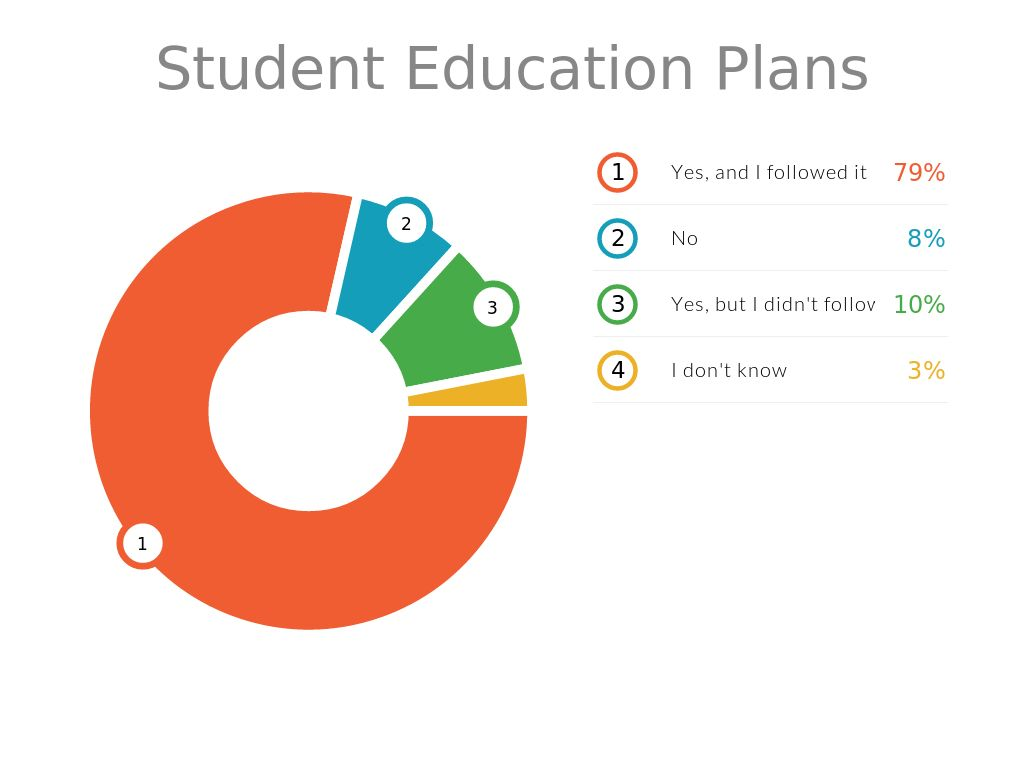 Student Education Plans
1 Yes, and I followed it 79%
2 No 8%
3 Yes, but I didn't 10%
4 I don't know 3%
2
3
1